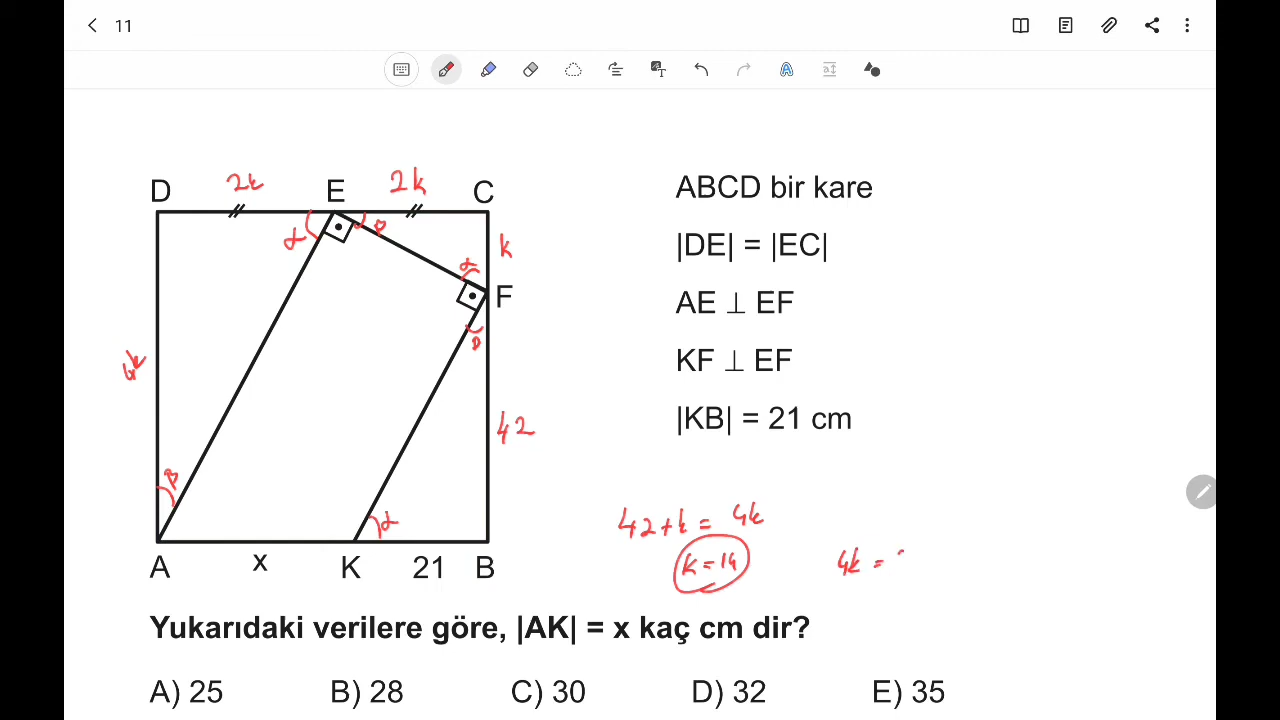 11
D 2k E 2k C
α β
α k
F
β
4k
42
β
α
A x K 21 B
ABCD bir kare
|DE| = |EC|
AE ⊥ EF
KF ⊥ EF
|KB| = 21 cm
42+k = 4k
k = 14
4k =
Yukarıdaki verilere göre, |AK| = x kaç cm dir?
A) 25 B) 28 C) 30 D) 32 E) 35